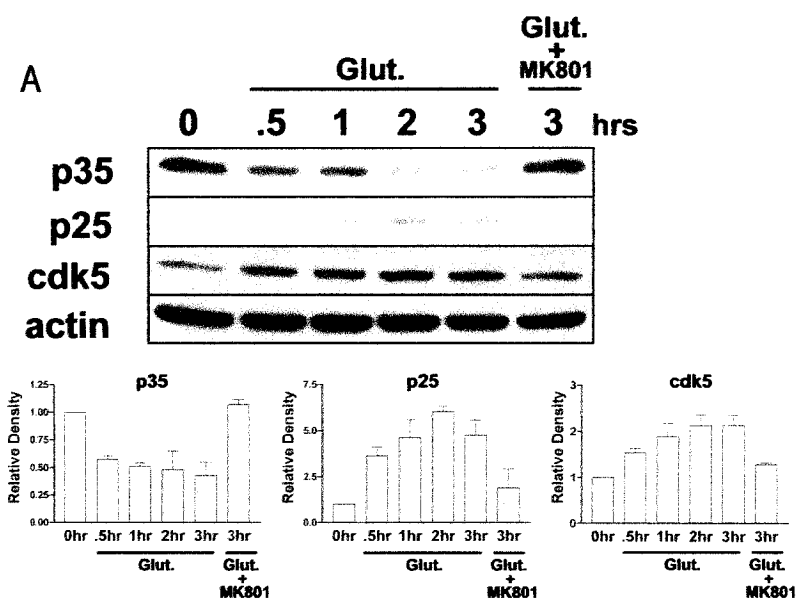 A
Glut.
Glut.
+
MK801
0 .5 1 2 3 3 hrs
p35
p25
cdk5
actin
p35
Relative Density
1.25
1.00
0.75
0.50
0.25
0.00
0hr .5hr 1hr 2hr 3hr 3hr
Glut. Glut.
+
MK801
p25
Relative Density
7.5
5.0
2.5
0.0
0hr .5hr 1hr 2hr 3hr 3hr
Glut. Glut.
+
MK801
cdk5
Relative Density
3
2
1
0
0hr .5hr 1hr 2hr 3hr 3hr
Glut. Glut.
+
MK801